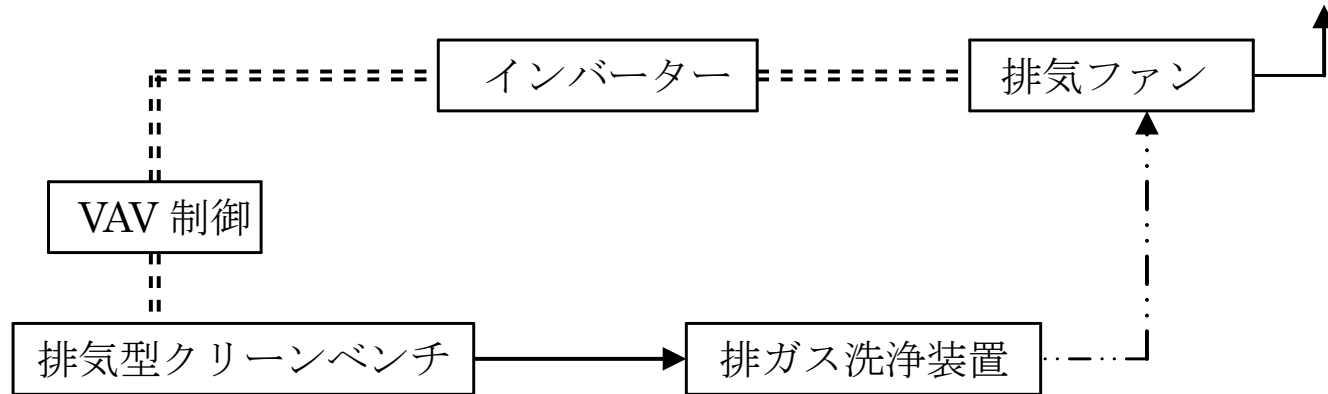 インバーター
排気ファン
VAV 制御
排気型クリーンベンチ
排ガス洗浄装置